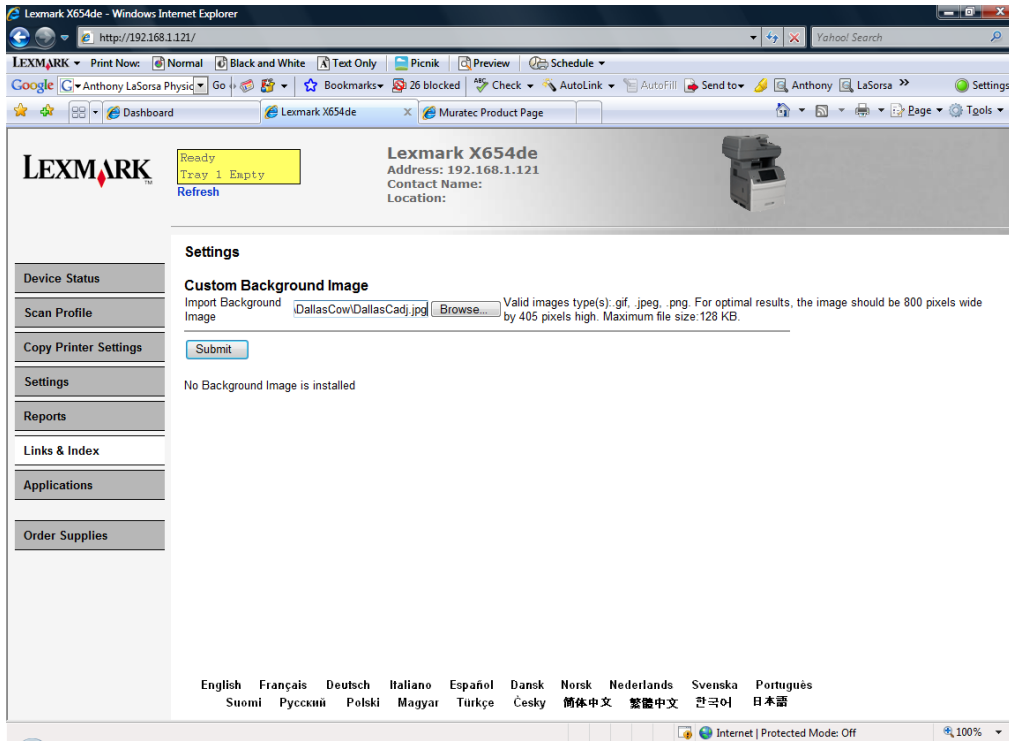 Lexmark X654de - Windows Internet Explorer
http://192.168.1.121/
Yahoo! Search
LEXMARK Print Now: Normal Black and White Text Only Picnik Preview Schedule
Google G Anthony LaSorsa Physic Go Bookmarks 26 blocked Check AutoLink AutoFill Send to Anthony LaSorsa Settings
Dashboard Lexmark X654de X Muratec Product Page Page Tools
LEXMARK™
Ready
Tray 1 Empty
Refresh
Lexmark X654de
Address: 192.168.1.121
Contact Name:
Location:
Device Status
Scan Profile
Copy Printer Settings
Settings
Reports
Links & Index
Applications
Order Supplies
Settings
Custom Background Image
Import Background Image
\DallasCow\DallasCadj.jpg Browse...
Valid images type(s):.gif, .jpeg, .png. For optimal results, the image should be 800 pixels wide
by 405 pixels high. Maximum file size:128 KB.
Submit
No Background Image is installed
English Français Deutsch Italiano Español Dansk Norsk Nederlands Svenska Português
Suomi Русский Polski Magyar Türkçe Česky 简体中文 繁體中文 한국어 日本語
Internet | Protected Mode: Off 100%